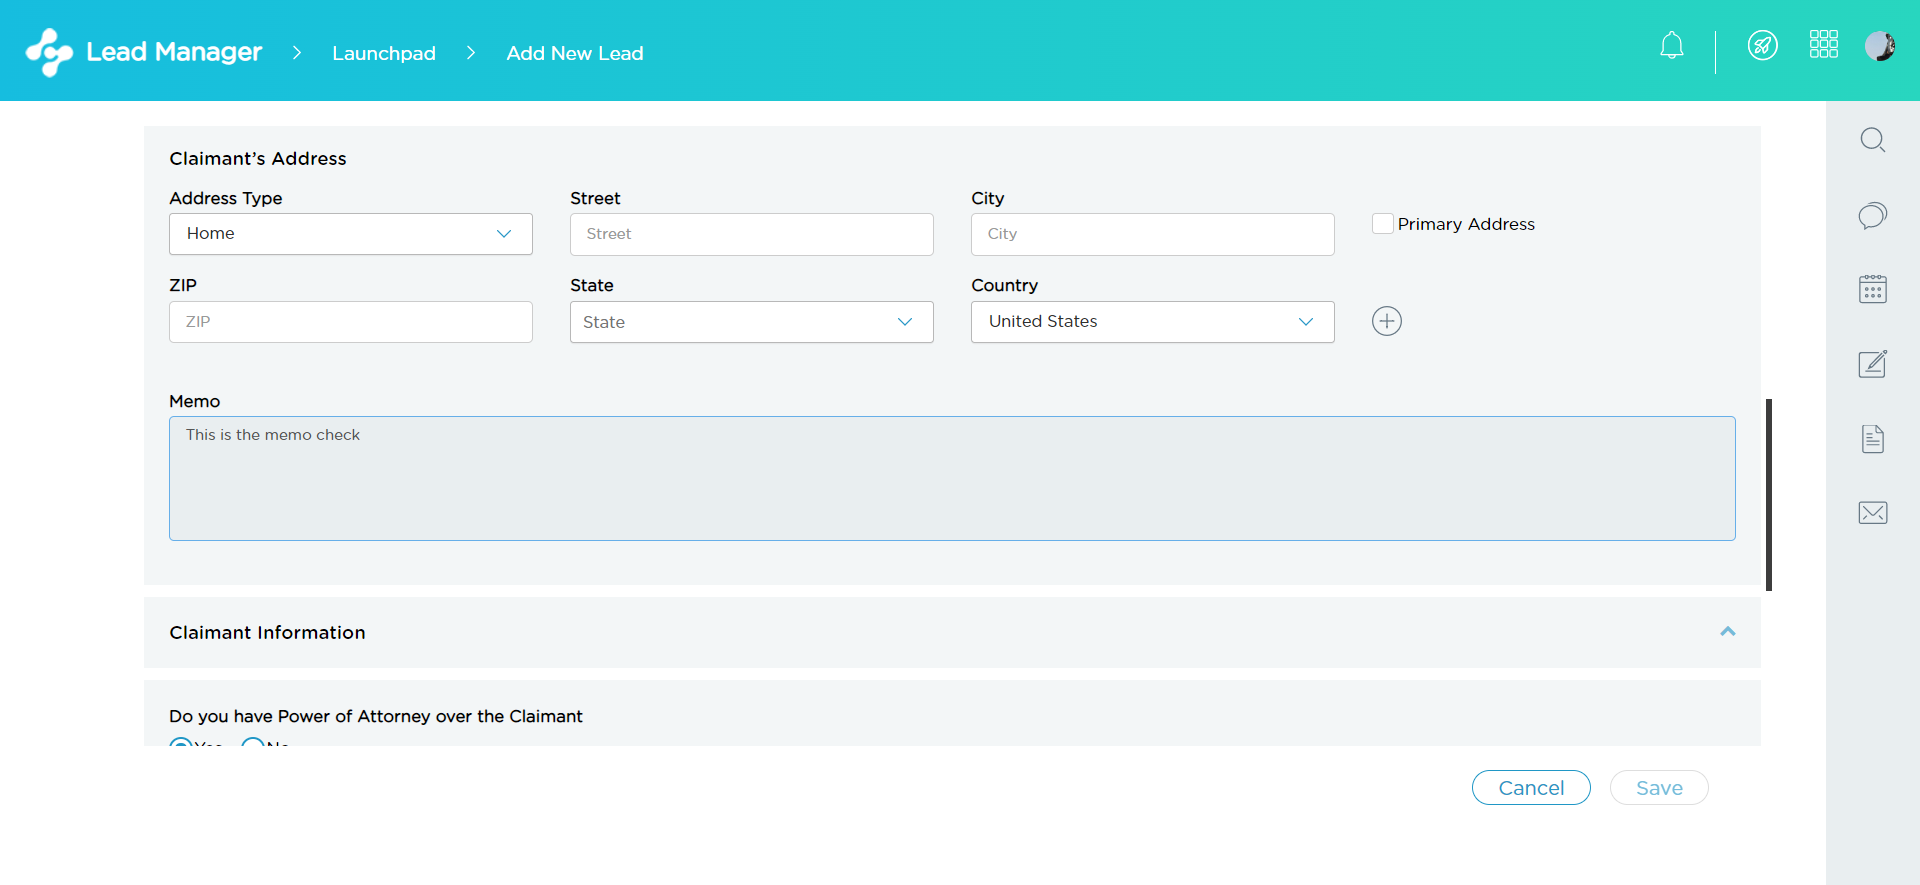 Lead Manager > Launchpad > Add New Lead
Claimant’s Address
Address Type
Street
City
Home
Street
City
Primary Address
ZIP
State
Country
ZIP
State
United States
Memo
This is the memo check
Claimant Information
Do you have Power of Attorney over the Claimant
Yes No
Cancel Save